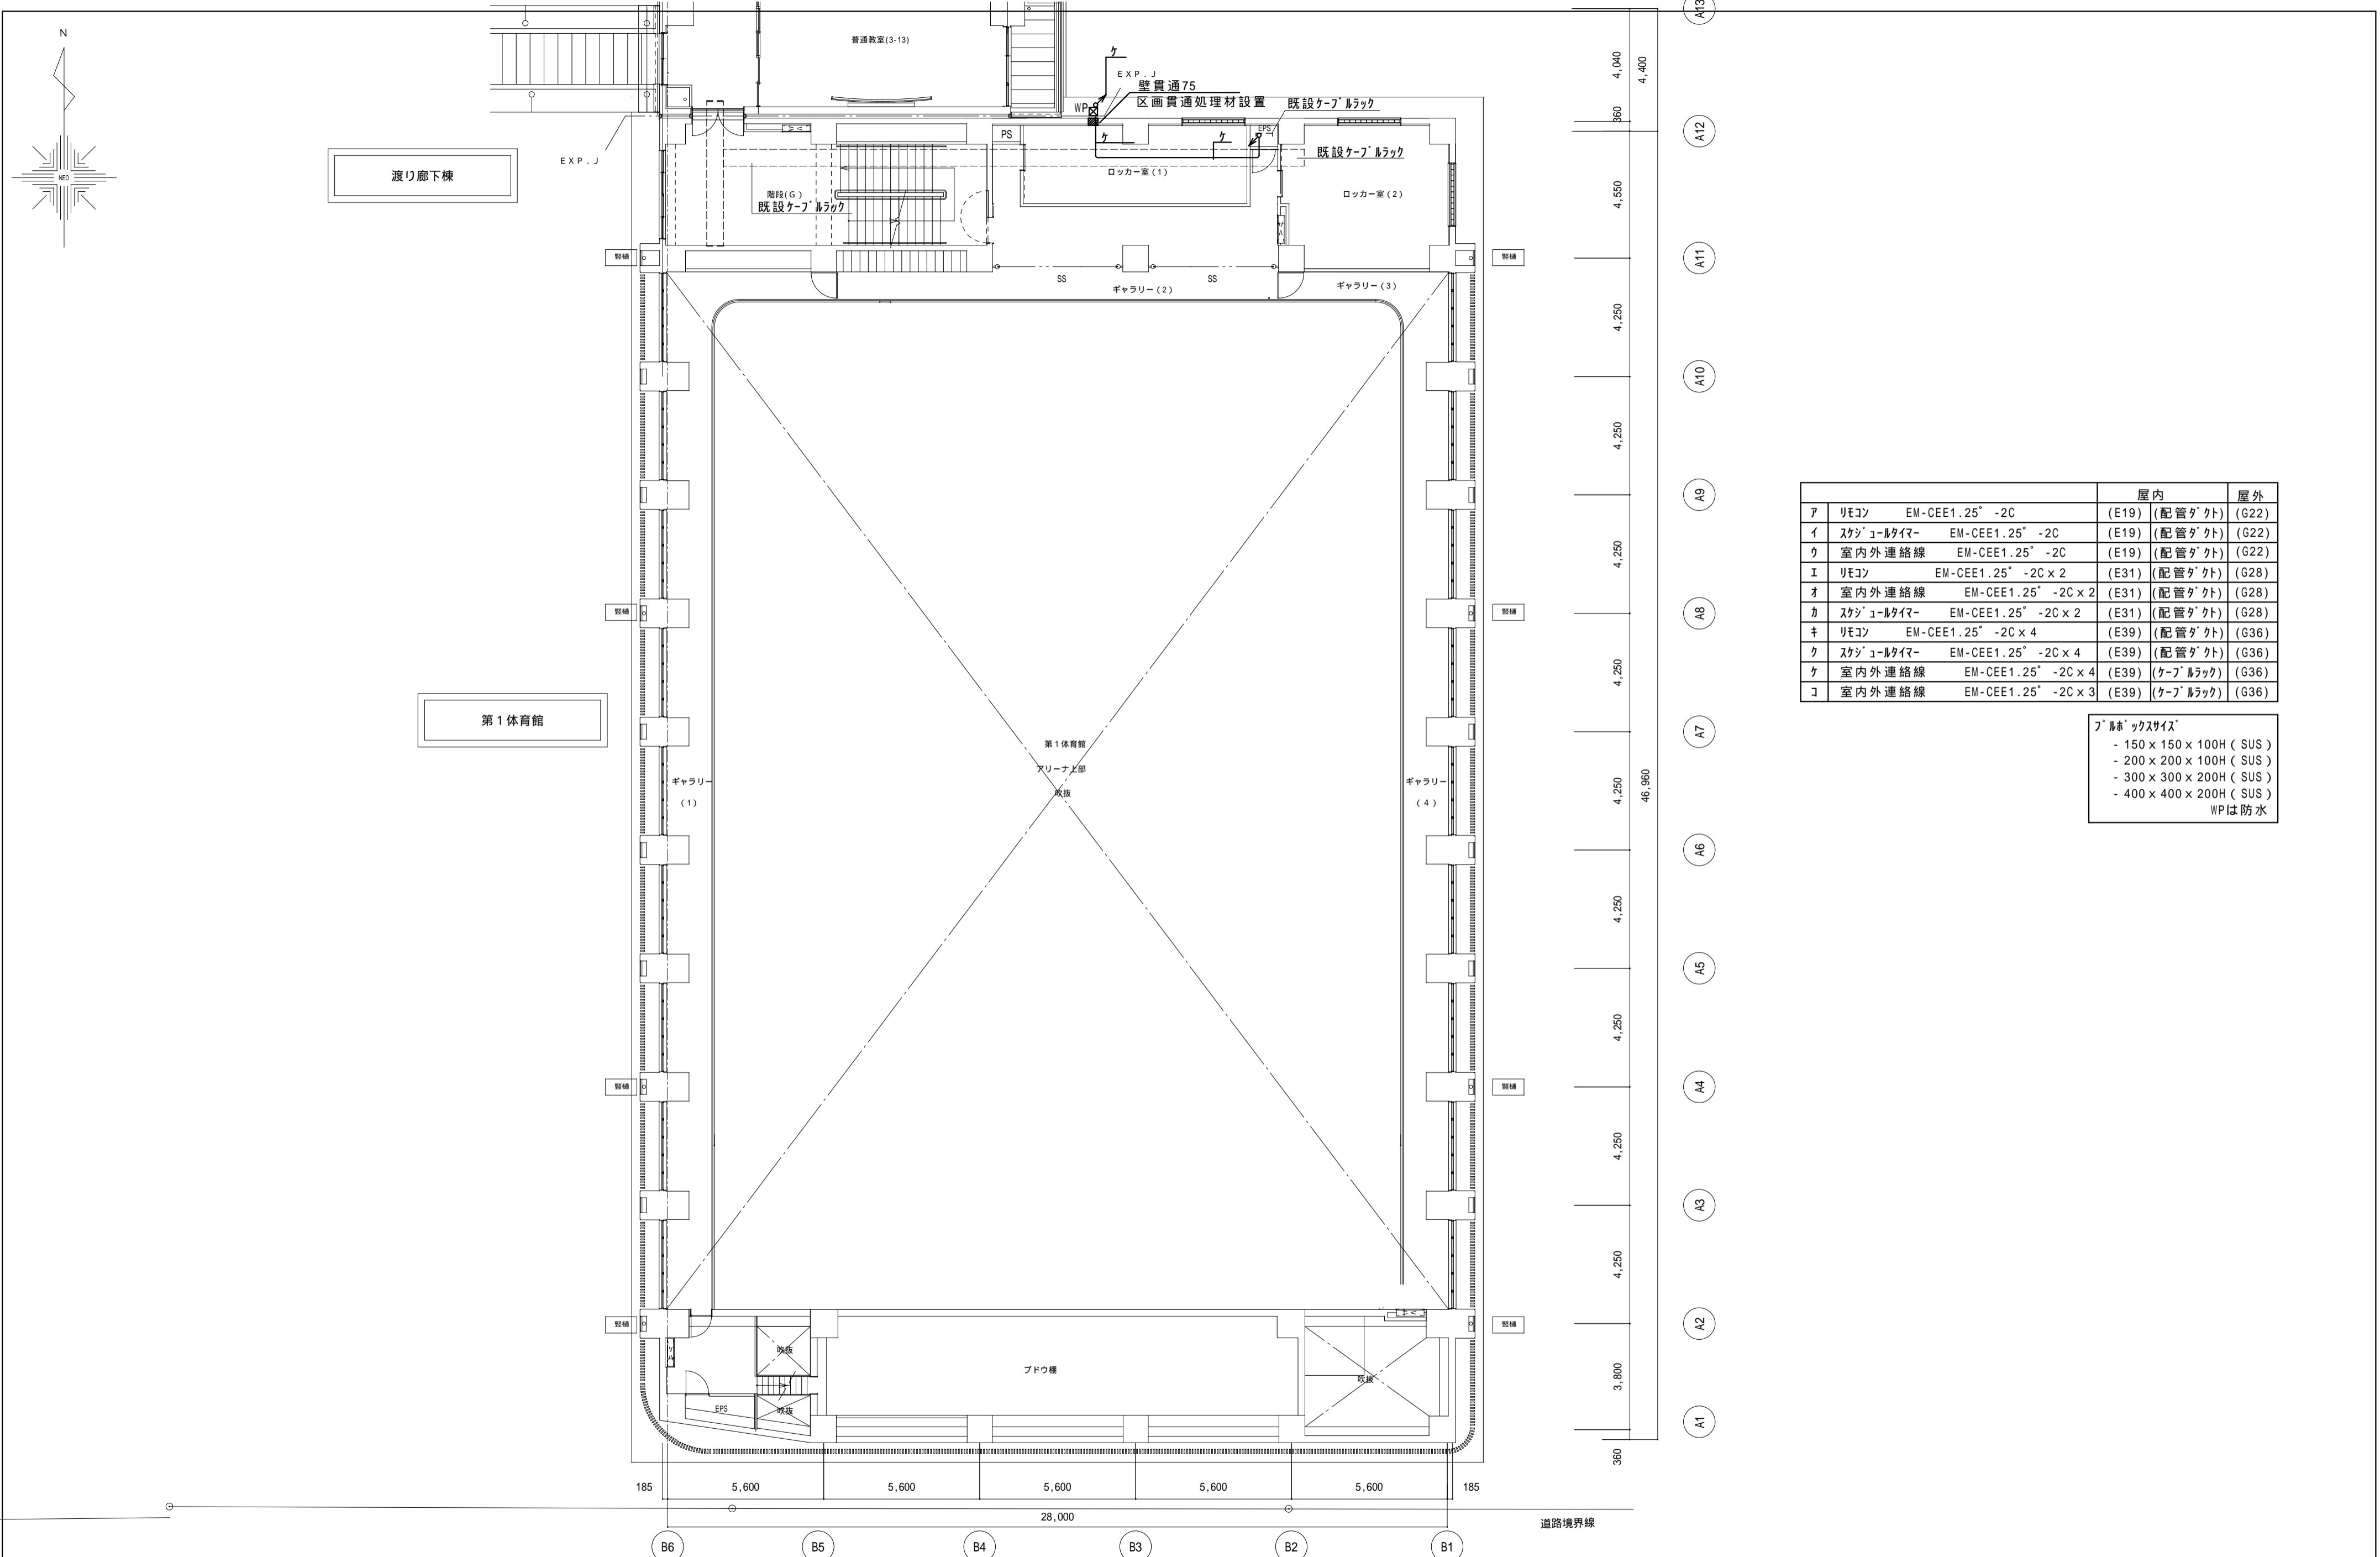 N
NEO
渡り廊下棟
第1体育館
普通教室(3-13)
ケ
EXP.J
壁貫通75
区画貫通処理材設置
WP
既設ケーブルラック
EXP.J
PS
ケ
ケ
EPS
既設ケーブルラック
階段(G)
既設ケーブルラック
ロッカー室(1)
ロッカー室(2)
竪樋
竪樋
SS
SS
ギャラリー(2)
ギャラリー(3)
竪樋
竪樋
第1体育館
アリーナ上部
吹抜
ギャラリー
(1)
ギャラリー
(4)
竪樋
竪樋
竪樋
竪樋
吹抜
ブドウ棚
吹抜
EPS
吹抜
185
5,600
5,600
5,600
5,600
5,600
185
28,000
道路境界線
B6
B5
B4
B3
B2
B1
4,040
4,400
360
4,550
4,250
4,250
4,250
4,250
4,250
4,250
4,250
4,250
4,250
46,960
3,800
360
A13
A12
A11
A10
A9
A8
A7
A6
A5
A4
A3
A2
A1
屋内 屋外
ア リモコン EM-CEE1.25゜-2C (E19) (配管ダクト) (G22)
イ スケジュールタイマー EM-CEE1.25゜-2C (E19) (配管ダクト) (G22)
ウ 室内外連絡線 EM-CEE1.25゜-2C (E19) (配管ダクト) (G22)
エ リモコン EM-CEE1.25゜-2C×2 (E31) (配管ダクト) (G28)
オ 室内外連絡線 EM-CEE1.25゜-2C×2 (E31) (配管ダクト) (G28)
カ スケジュールタイマー EM-CEE1.25゜-2C×2 (E31) (配管ダクト) (G28)
キ リモコン EM-CEE1.25゜-2C×4 (E39) (配管ダクト) (G36)
ク スケジュールタイマー EM-CEE1.25゜-2C×4 (E39) (配管ダクト) (G36)
ケ 室内外連絡線 EM-CEE1.25゜-2C×4 (E39) (ケーブルラック) (G36)
コ 室内外連絡線 EM-CEE1.25゜-2C×3 (E39) (ケーブルラック) (G36)
プルボックスサイズ
- 150×150×100H(SUS)
- 200×200×100H(SUS)
- 300×300×200H(SUS)
- 400×400×200H(SUS)
WPは防水